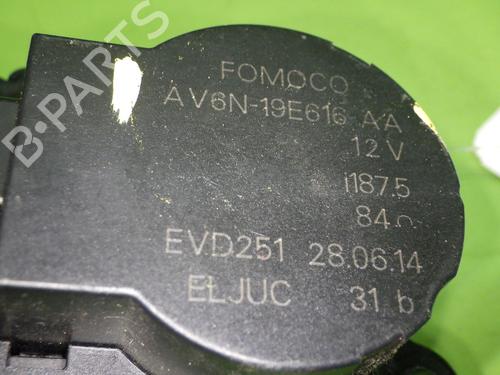 FOMOCO
AV6N-19E616-AA
12 V
i187.5
84
EVD251 28.06.14
ELJUC 31 b
B-PARTS